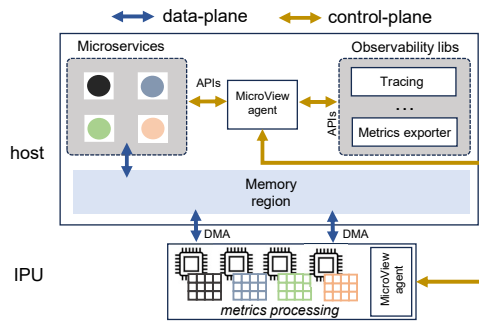 data-plane
control-plane
Microservices
Observability libs
APIs
MicroView
agent
APIs
Tracing
...
Metrics exporter
host
Memory
region
DMA
DMA
IPU
MicroView
agent
metrics processing